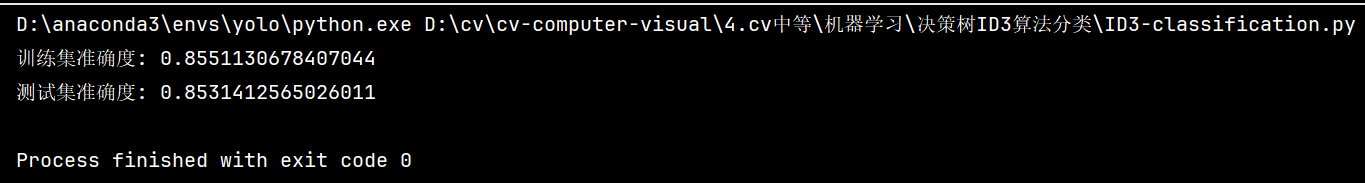 D:\anaconda3\envs\yolo\python.exe D:\cv\cv-computer-visual\4.cv中等\机器学习\决策树ID3算法分类\ID3-classification.py
训练集准确度: 0.8551130678407044
测试集准确度: 0.8531412565026011
Process finished with exit code 0